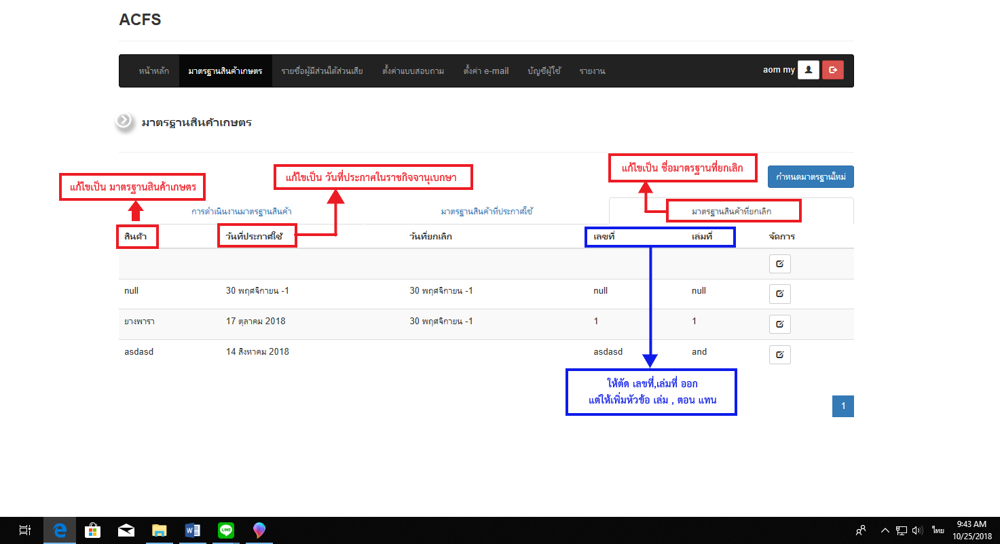 ACFS
หน้าหลัก มาตรฐานสินค้าเกษตร รายชื่อผู้มีส่วนได้ส่วนเสีย ตั้งค่าแบบสอบถาม ตั้งค่า e-mail บัญชีผู้ใช้ รายงาน aom my
มาตรฐานสินค้าเกษตร
แก้ไขเป็น ชื่อมาตรฐานที่ยกเลิก
แก้ไขเป็น วันที่ประกาศในราชกิจจานุเบกษา
กำหนดมาตรฐานใหม่
แก้ไขเป็น มาตรฐานสินค้าเกษตร
การดำเนินงานมาตรฐานสินค้า มาตรฐานสินค้าที่ประกาศใช้ มาตรฐานสินค้าที่ยกเลิก
สินค้า วันที่ประกาศใช้ วันที่ยกเลิก เลขที่ เล่มที่ จัดการ
null 30 พฤศจิกายน -1 30 พฤศจิกายน -1 null null
ยางพารา 17 ตุลาคม 2018 30 พฤศจิกายน -1 1 1
asdasd 14 สิงหาคม 2018 asdasd and
ให้ตัด เลขที่,เล่มที่ ออก
แต่ให้เพิ่มหัวข้อ เล่ม , ตอน แทน
1
LINE
ไทย 9:43 AM
10/25/2018